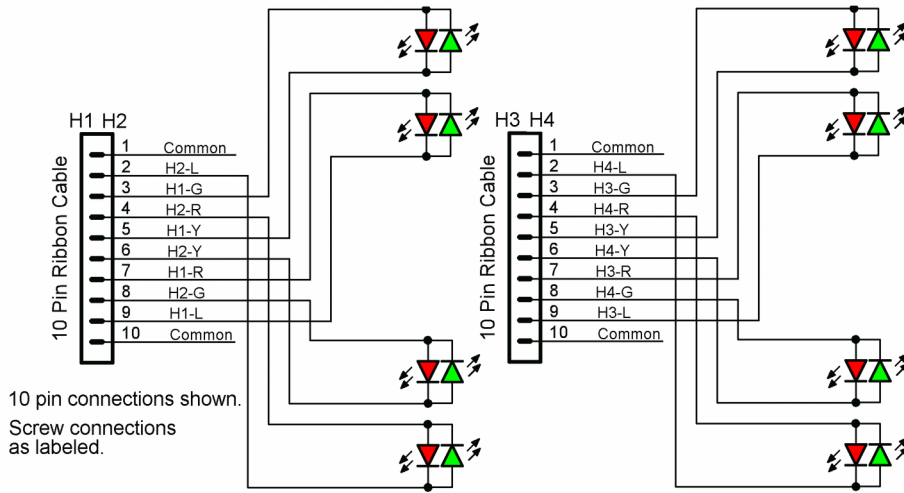 H1 H2
10 Pin Ribbon Cable
1 Common
2 H2-L
3 H1-G
4 H2-R
5 H1-Y
6 H2-Y
7 H1-R
8 H2-G
9 H1-L
10 Common
10 pin connections shown.
Screw connections
as labeled.
H3 H4
10 Pin Ribbon Cable
1 Common
2 H4-L
3 H3-G
4 H4-R
5 H3-Y
6 H4-Y
7 H3-R
8 H4-G
9 H3-L
10 Common